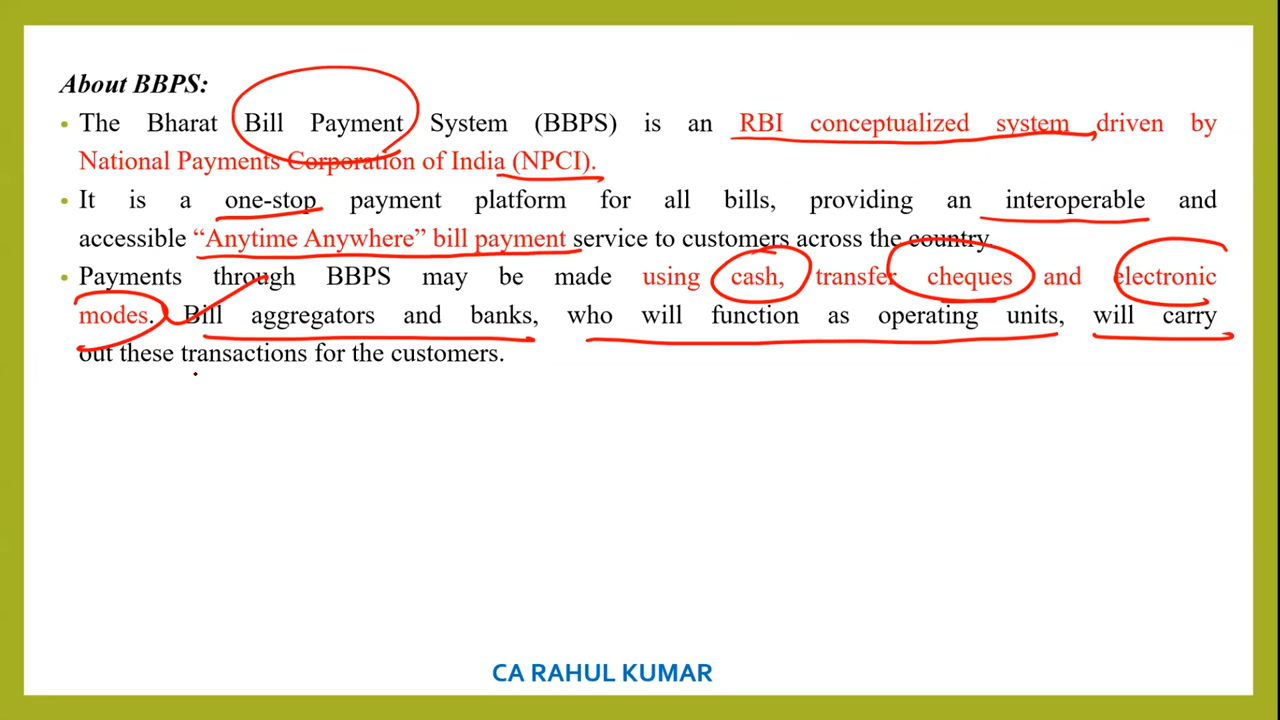 About BBPS:
• The Bharat Bill Payment System (BBPS) is an RBI conceptualized system driven by
National Payments Corporation of India (NPCI).
• It is a one-stop payment platform for all bills, providing an interoperable and
accessible “Anytime Anywhere” bill payment service to customers across the country.
• Payments through BBPS may be made using cash, transfer cheques and electronic
modes. Bill aggregators and banks, who will function as operating units, will carry
out these transactions for the customers.
CA RAHUL KUMAR